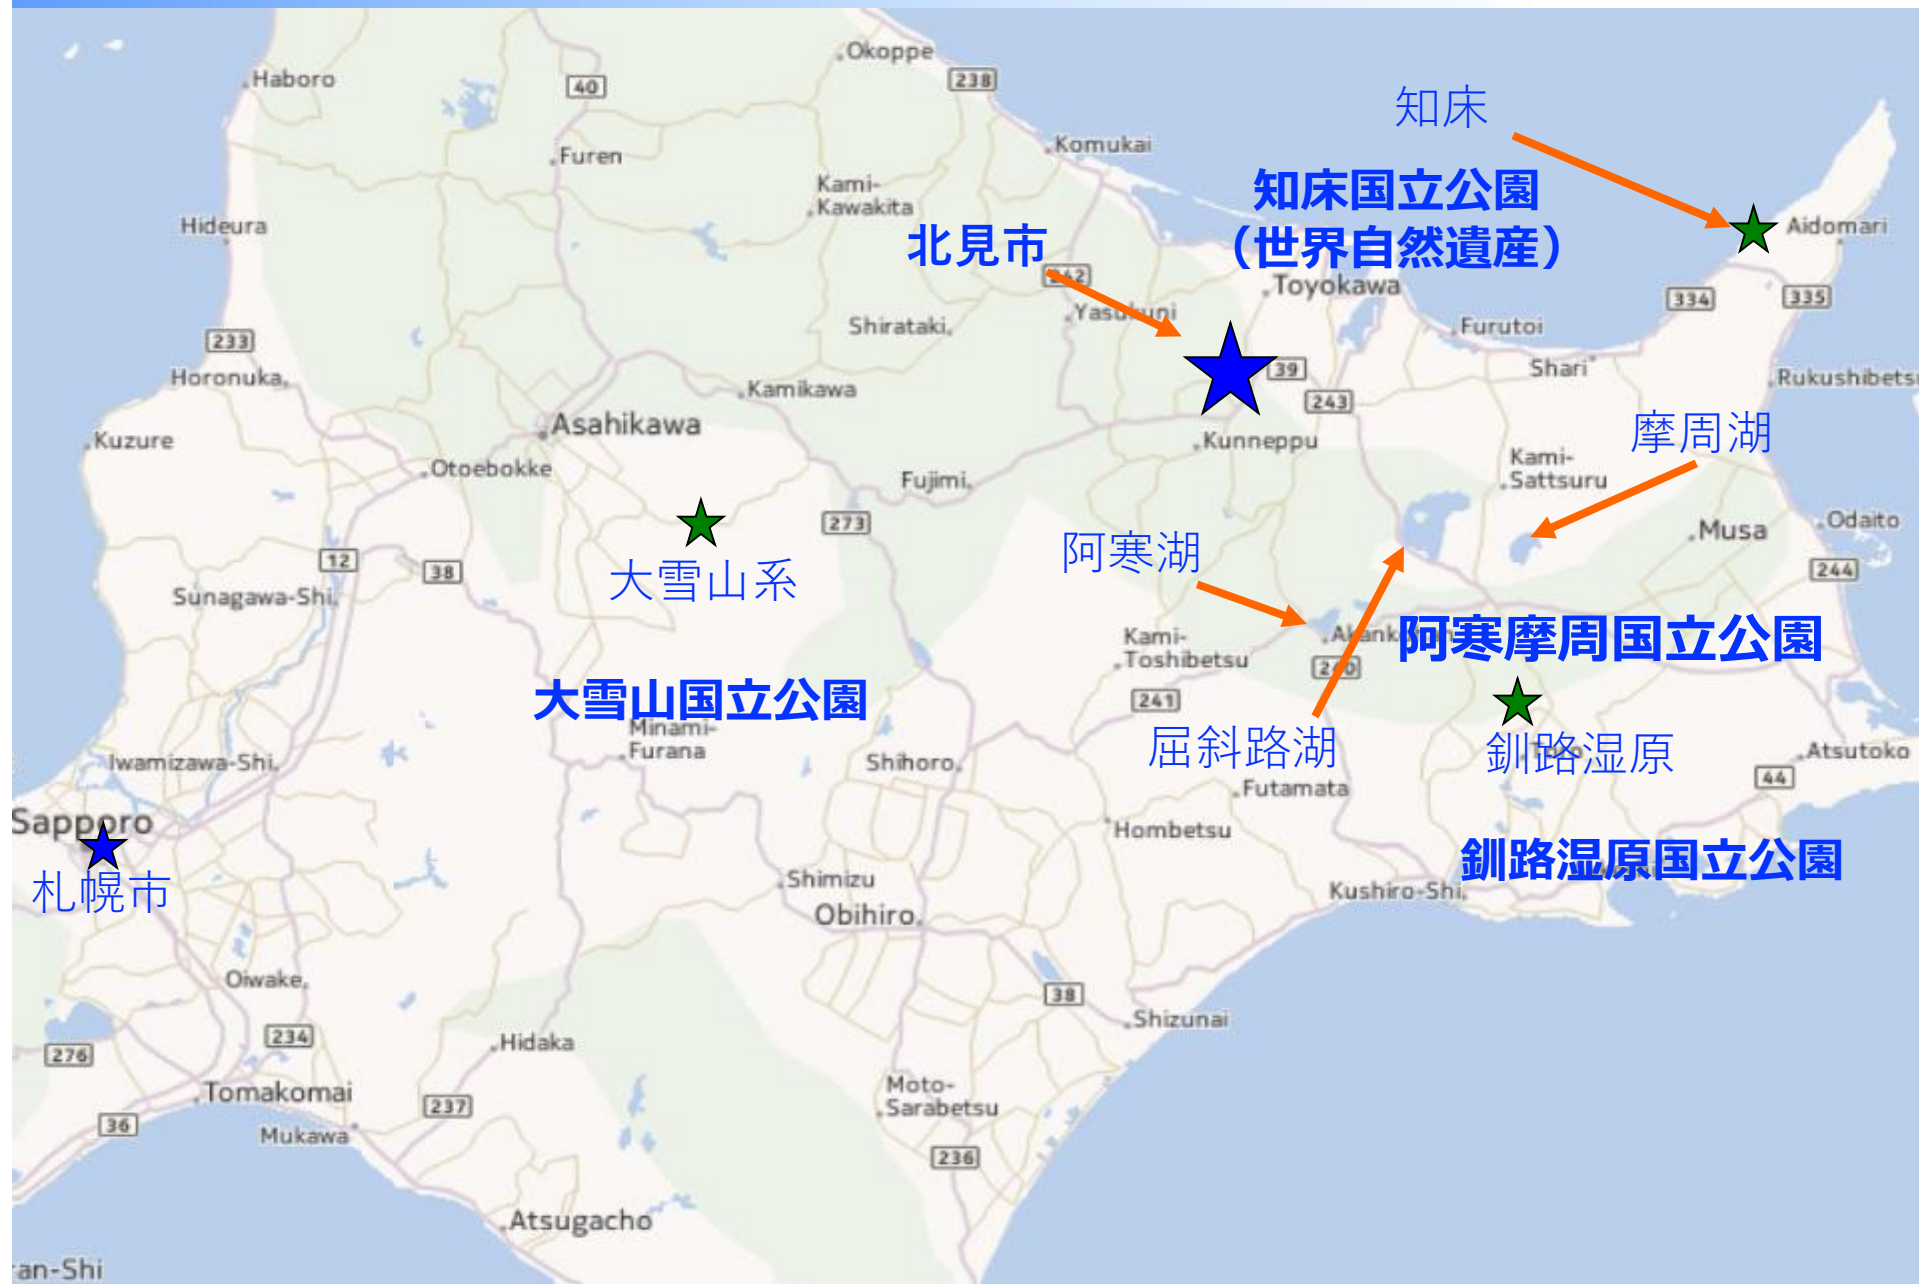 Okoppe
Haboro
238
40
知床
Komukai
Furen
Kami-
Kawakita
知床国立公園
Hideura
北見市
(世界自然遺産)
Aidomari
Toyokawa
334
335
Yasukuni
Shirataki
Furutoi
233
Shari
Horonuka
39
Rukushibetsu
Kamikawa
243
Asahikawa
摩周湖
Kuzure
Kunneppu
Otoebokke
Kami-
Sattsuru
Fujimi
273
Odaito
Musa
阿寒湖
12
38
大雪山系
244
Sunagawa-Shi
Kami-
Toshibetsu
阿寒摩周国立公園
240
241
大雪山国立公園
Minami-
Furana
屈斜路湖
釧路湿原
Atsutoko
Iwamizawa-Shi
Shihoro
44
Futamata
Sapporo
Hombetsu
釧路湿原国立公園
札幌市
Shimizu
Kushiro-Shi
Obihiro
Oiwake
38
Shizunai
234
Hidaka
276
Tomakomai
Moto-
Sarabetsu
237
36
Mukawa
236
Atsugacho
an-Shi